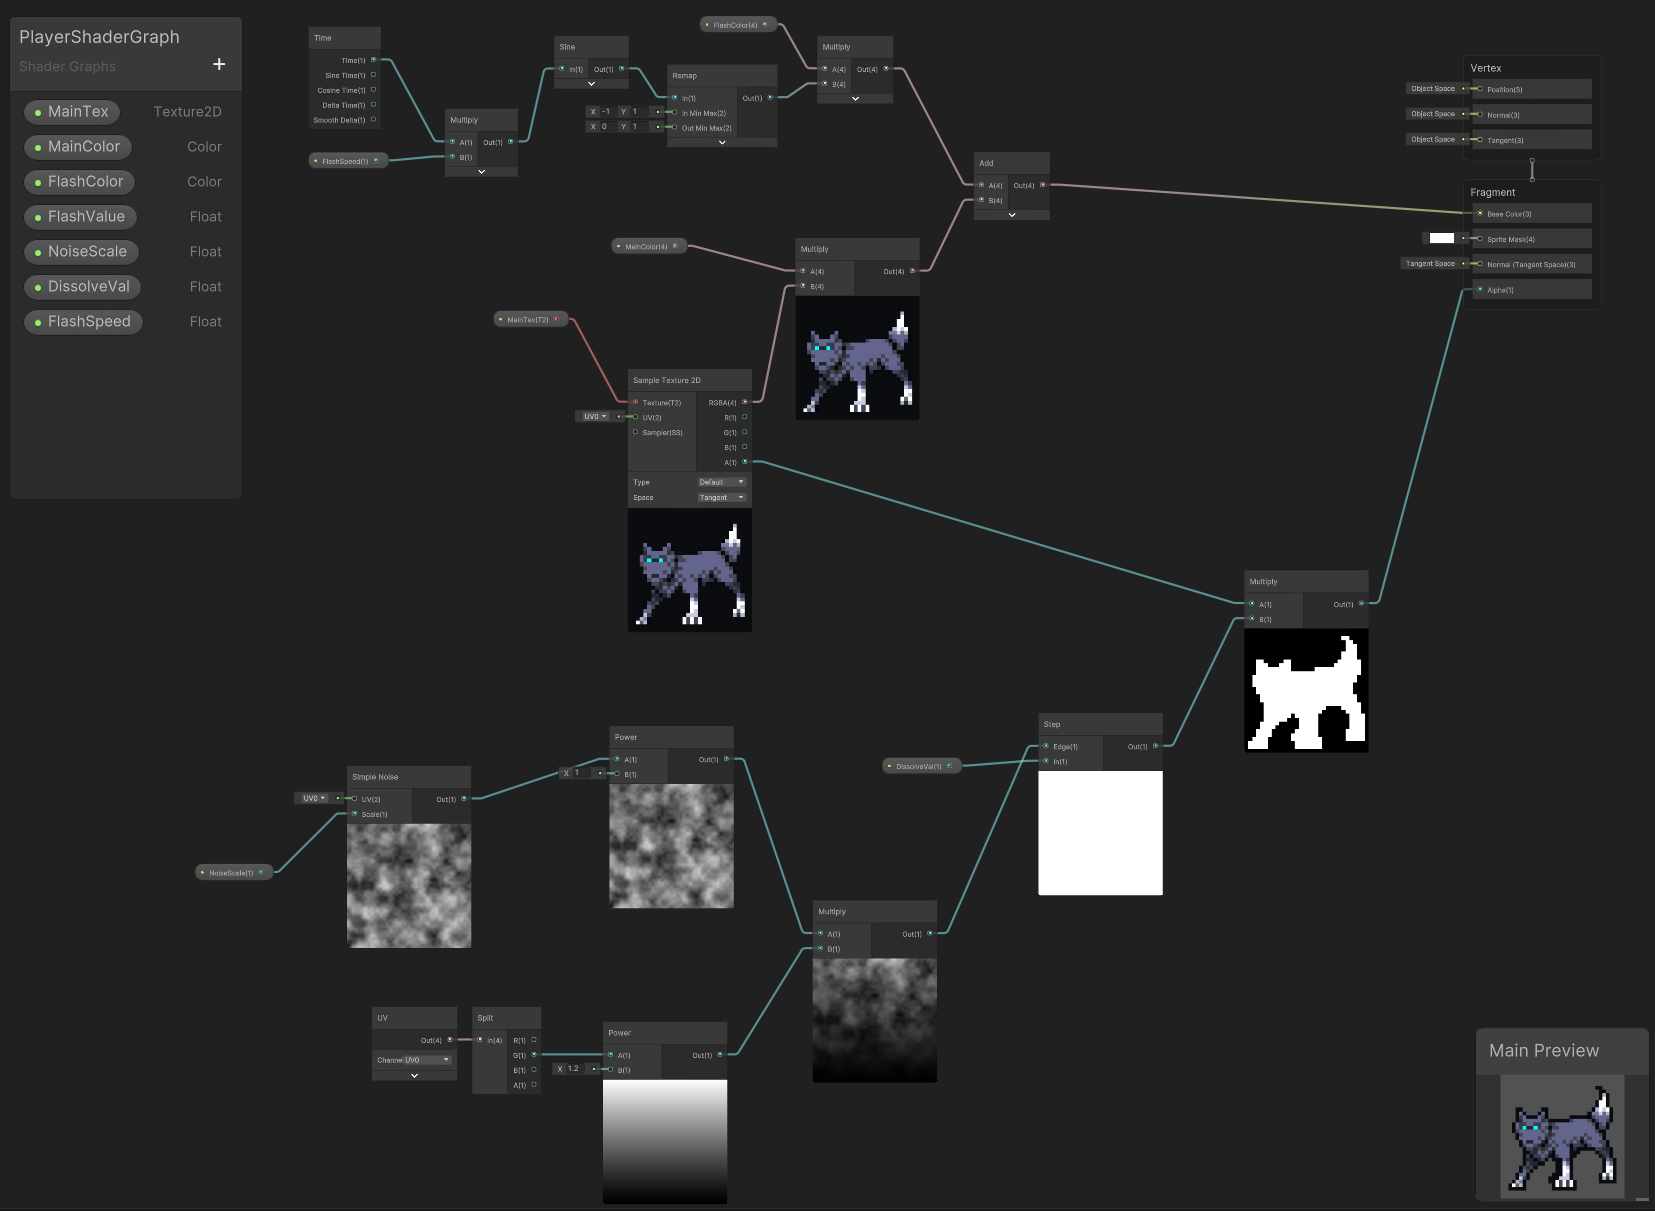 PlayerShaderGraph
Shader Graphs
+
MainTex Texture2D
MainColor Color
FlashColor Color
FlashValue Float
NoiseScale Float
DissolveVal Float
FlashSpeed Float
Time
Time(1)
Sine Time(1)
Cosine Time(1)
Delta Time(1)
Smooth Delta(1)
FlashSpeed(1)
Multiply
A(1) Out(1)
B(1)
Sine
In(1) Out(1)
Remap
In(1) Out(1)
X -1 Y 1 In Min Max(2)
X 0 Y 1 Out Min Max(2)
FlashColor(4)
Multiply
A(4) Out(4)
B(4)
Add
A(4) Out(4)
B(4)
MainColor(4)
Multiply
A(4) Out(4)
B(4)
MainTex(T2)
Sample Texture 2D
Texture(T2) RGBA(4)
UV0 UV(2) R(1)
Sampler(SS) G(1)
B(1)
A(1)
Type Default
Space Tangent
Vertex
Object Space Position(3)
Object Space Normal(3)
Object Space Tangent(3)
Fragment
Base Color(3)
Sprite Mask(4)
Tangent Space Normal (Tangent Space)(3)
Alpha(1)
Multiply
A(1) Out(1)
B(1)
Step
Edge(1) Out(1)
In(1)
DissolveVal(1)
Power
A(1) Out(1)
X 1 B(1)
Simple Noise
UV0 UV(2) Out(1)
Scale(1)
NoiseScale(1)
Multiply
A(1) Out(1)
B(1)
UV
Out(4)
Channe UV0
Split
In(4) R(1)
G(1)
B(1)
A(1)
Power
A(1) Out(1)
X 1.2 B(1)
Main Preview